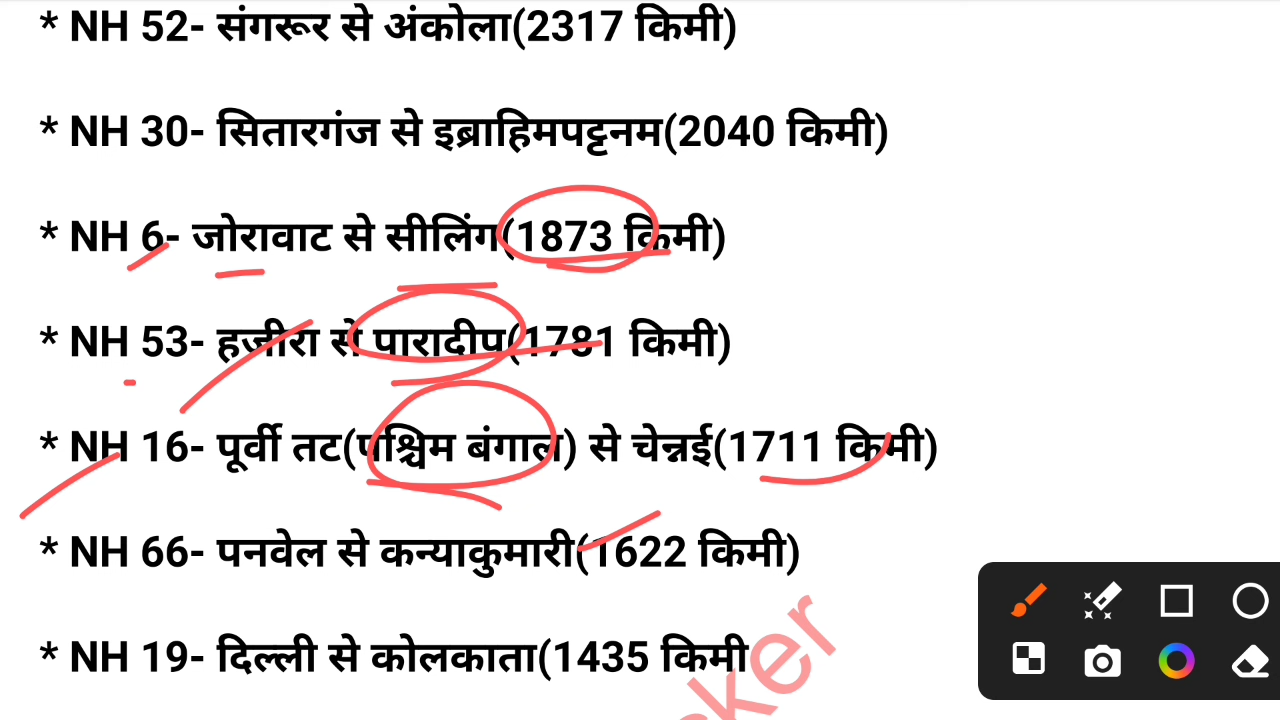 * NH 52- संगरूर से अंकोला(2317 किमी)
* NH 30- सितारगंज से इब्राहिमपट्टनम(2040 किमी)
* NH 6- जोरावाट से सीलिंग(1873 किमी)
* NH 53- हजीरा से पारादीप(1781 किमी)
* NH 16- पूर्वी तट(पश्चिम बंगाल) से चेन्नई(1711 किमी)
* NH 66- पनवेल से कन्याकुमारी(1622 किमी)
* NH 19- दिल्ली से कोलकाता(1435 किमी